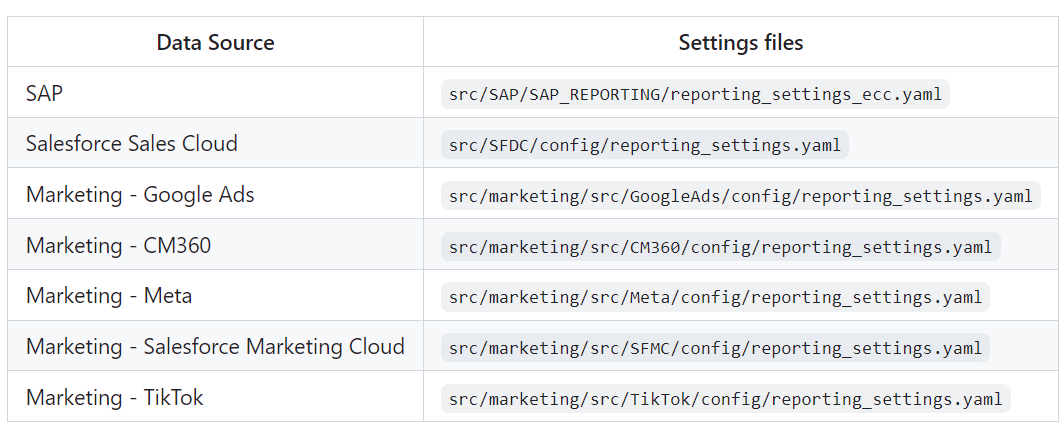 Data Source Settings files
SAP src/SAP/SAP_REPORTING/reporting_settings_ecc.yaml
Salesforce Sales Cloud src/SFDC/config/reporting_settings.yaml
Marketing - Google Ads src/marketing/src/GoogleAds/config/reporting_settings.yaml
Marketing - CM360 src/marketing/src/CM360/config/reporting_settings.yaml
Marketing - Meta src/marketing/src/Meta/config/reporting_settings.yaml
Marketing - Salesforce Marketing Cloud src/marketing/src/SFMC/config/reporting_settings.yaml
Marketing - TikTok src/marketing/src/TikTok/config/reporting_settings.yaml